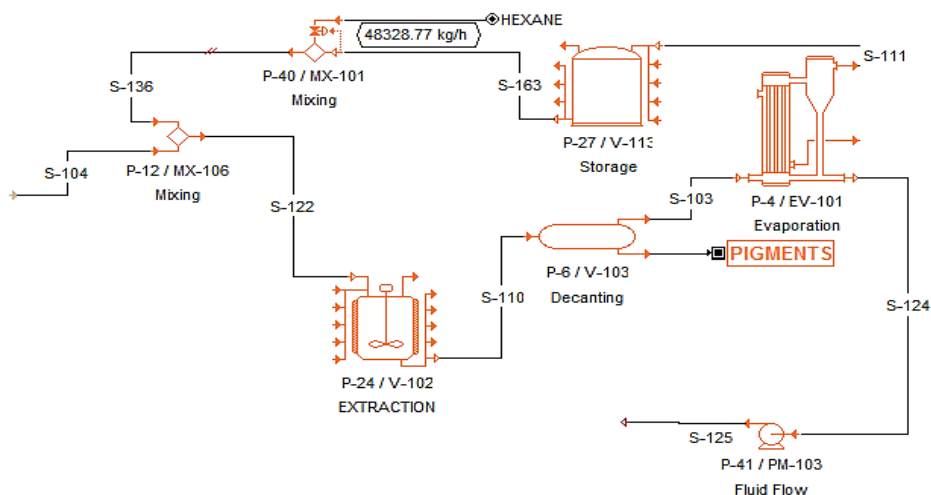 HEXANE
48328.77 kg/h
S-111
P-40 / MX-101
Mixing
S-136
S-163
P-27 / V-113
Storage
P-12 / MX-106
Mixing
S-104
S-122
S-103
P-4 / EV-101
Evaporation
PIGMENTS
P-6 / V-103
Decanting
S-110
S-124
P-24 / V-102
EXTRACTION
S-125
P-41 / PM-103
Fluid Flow